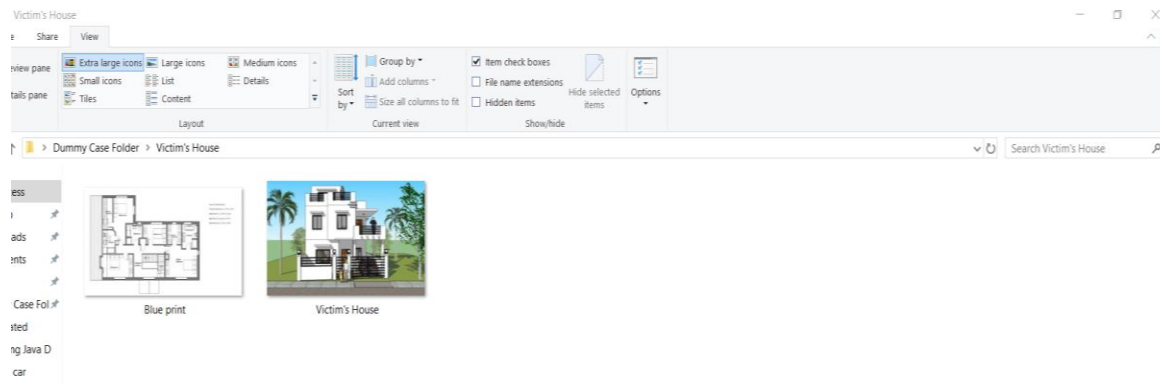 Victim's House
e Share View
eview pane
tails pane
Extra large icons Large icons Medium icons
Small icons List Details
Tiles Content
Layout
Sort by
Group by
Add columns
Size all columns to fit
Current view
Item check boxes
File name extensions
Hidden items
Hide selected items
Show/hide
Options
> Dummy Case Folder > Victim's House
Search Victim's House
ess
ads
ents
Case Fol
ated
ng Java D
car
Blue print
Victim's House